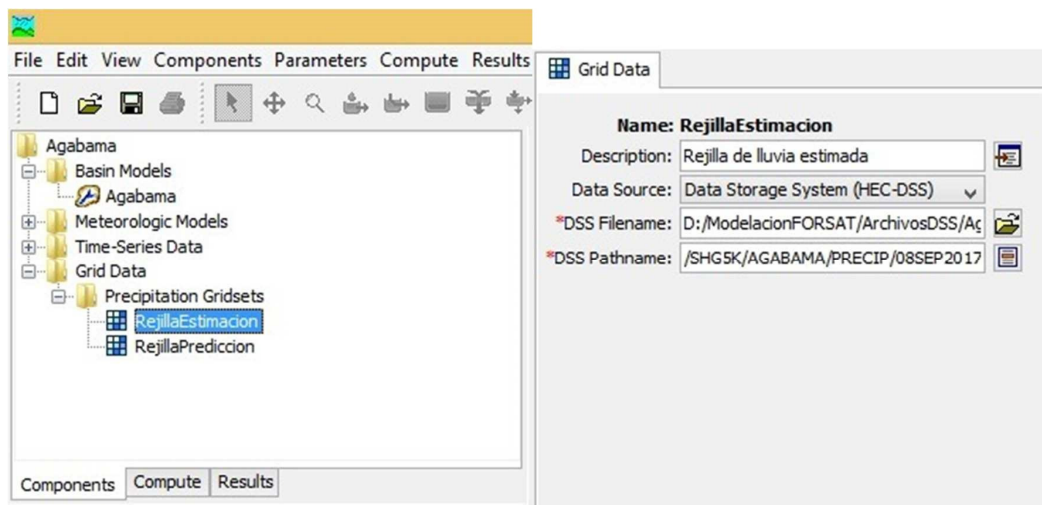 File Edit View Components Parameters Compute Results
Agabama
Basin Models
Agabama
Meteorologic Models
Time-Series Data
Grid Data
Precipitation Gridsets
RejillaEstimacion
RejillaPrediccion
Components Compute Results
Grid Data
Name: RejillaEstimacion
Description: Rejilla de lluvia estimada
Data Source: Data Storage System (HEC-DSS)
*DSS Filename: D:/ModelacionFORSAT/ArchivosDSS/Ag
*DSS Pathname: /SHG5K/AGABAMA/PRECIP/08SEP2017